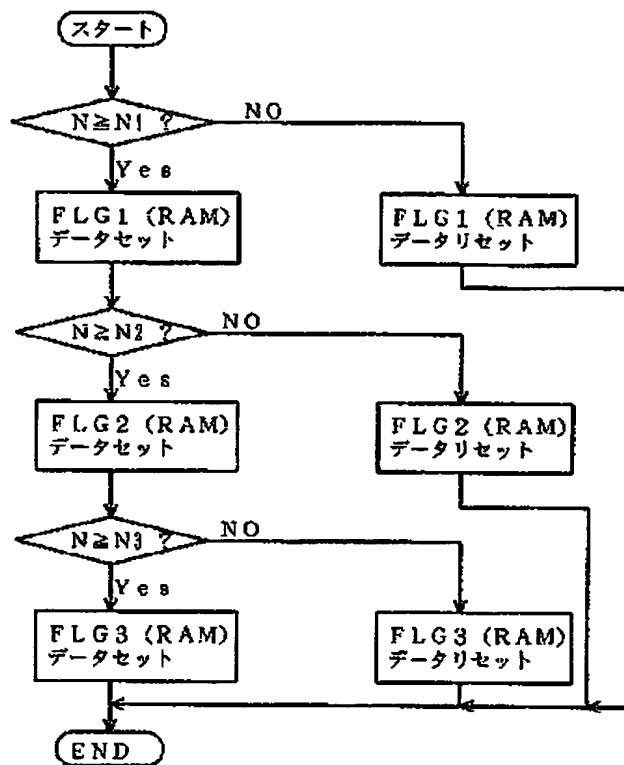 スタート
N≧N1 ?
NO
Yes
FLG1 (RAM)
データセット
FLG1 (RAM)
データリセット
N≧N2 ?
NO
Yes
FLG2 (RAM)
データセット
FLG2 (RAM)
データリセット
N≧N3 ?
NO
Yes
FLG3 (RAM)
データセット
FLG3 (RAM)
データリセット
END